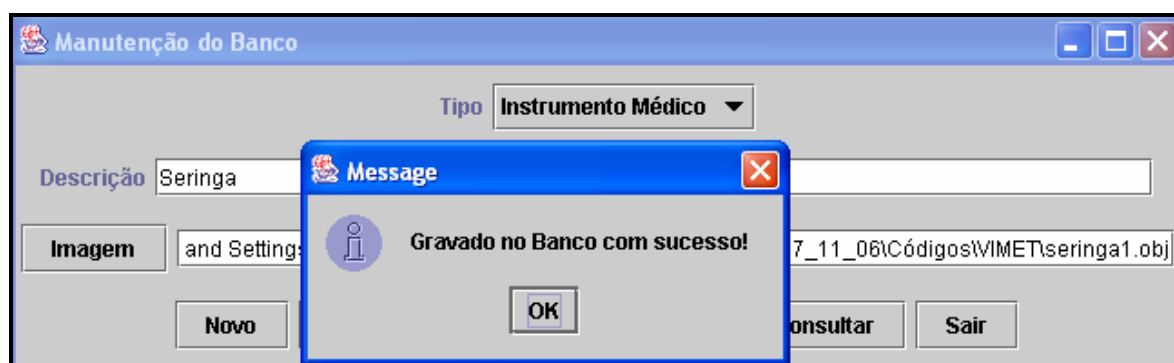 Manutenção do Banco
Tipo Instrumento Médico
Descrição Seringa
Message
Gravado no Banco com sucesso!
OK
Imagem and Settings 7_11_06\Códigos\VIMET\seringa1.obj
Novo onsultar Sair